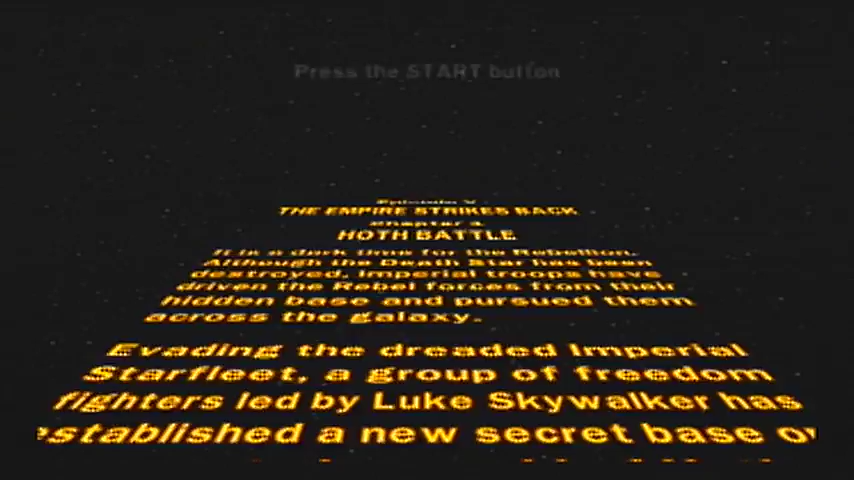 Press the START button
Episode V
THE EMPIRE STRIKES BACK
HOTH BATTLE
It is a dark time for the Rebellion.
Although the Death Star has been
destroyed, Imperial troops have
driven the Rebel forces from their
hidden base and pursued them
across the galaxy.
Evading the dreaded Imperial
Starfleet, a group of freedom
fighters led by Luke Skywalker has
established a new secret base on